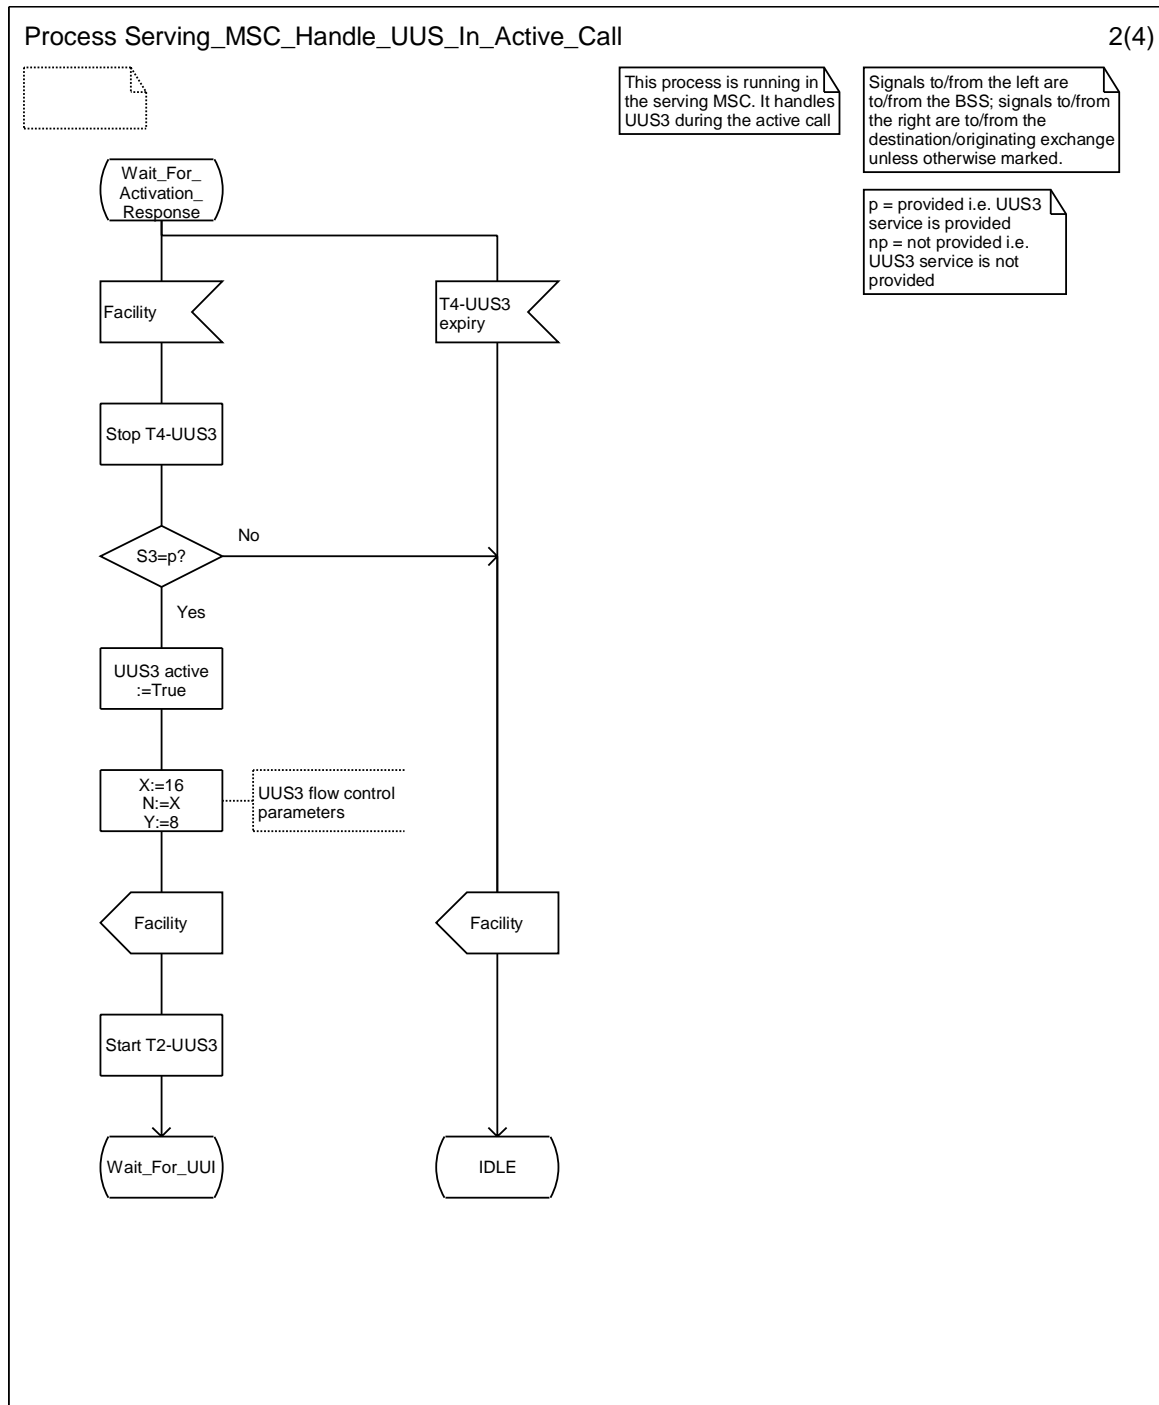 Process Serving_MSC_Handle_UUS_In_Active_Call
2(4)
This process is running in
the serving MSC. It handles
UUS3 during the active call
Signals to/from the left are
to/from the BSS; signals to/from
the right are to/from the
destination/originating exchange
unless otherwise marked.
p = provided i.e. UUS3
service is provided
np = not provided i.e.
UUS3 service is not
provided
Wait_For_
Activation_
Response
Facility
T4-UUS3
expiry
Stop T4-UUS3
S3=p?
No
Yes
UUS3 active
:=True
X:=16
N:=X
Y:=8
UUS3 flow control
parameters
Facility
Facility
Start T2-UUS3
Wait_For_UUI
IDLE